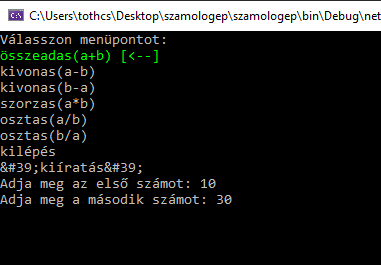 C:\Users\tothcs\Desktop\szamologep\szamologep\bin\Debug\net
Válasszon menüpontot:
összeadas(a+b) [<--]
kivonas(a-b)
kivonas(b-a)
szorzas(a*b)
osztas(a/b)
osztas(b/a)
kilépés
&#39;kiíratás&#39;
Adja meg az első számot: 10
Adja meg a második számot: 30